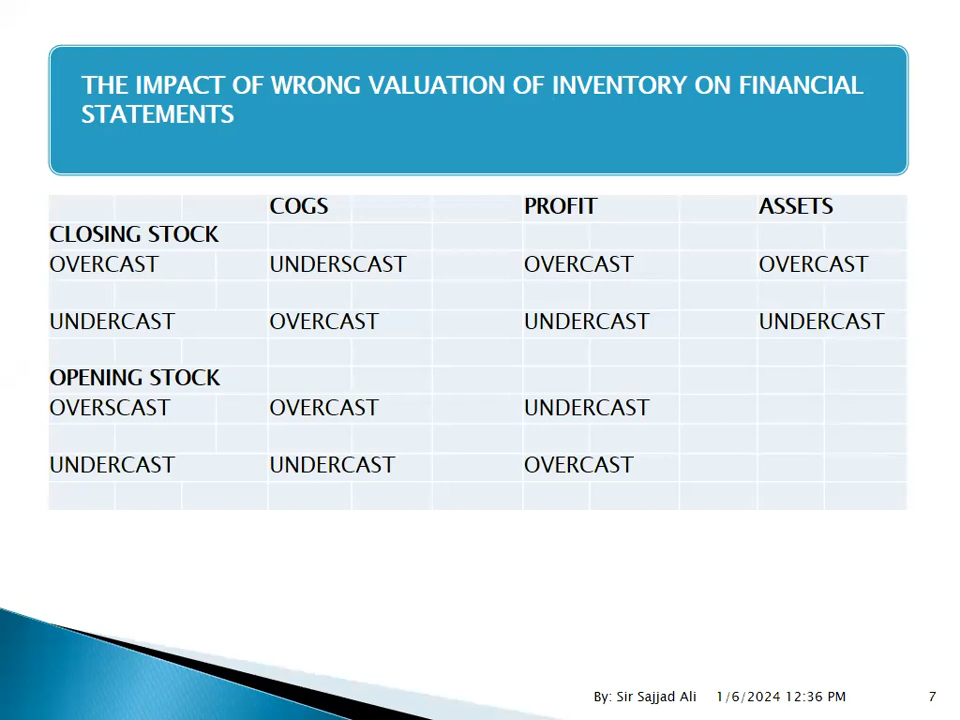 THE IMPACT OF WRONG VALUATION OF INVENTORY ON FINANCIAL
STATEMENTS
COGS PROFIT ASSETS
CLOSING STOCK
OVERCAST UNDERSCAST OVERCAST OVERCAST
UNDERCAST OVERCAST UNDERCAST UNDERCAST
OPENING STOCK
OVERSCAST OVERCAST UNDERCAST
UNDERCAST UNDERCAST OVERCAST
By: Sir Sajjad Ali 1/6/2024 12:36 PM 7